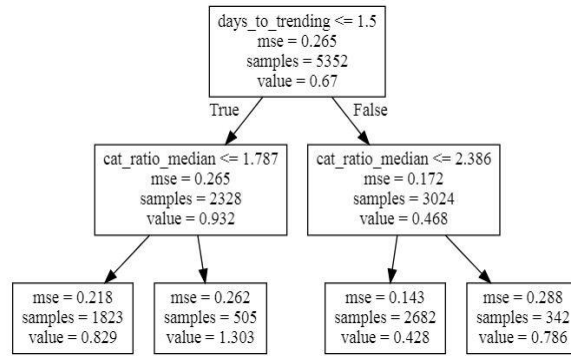 days_to_trending <= 1.5
mse = 0.265
samples = 5352
value = 0.67
True
False
cat_ratio_median <= 1.787
mse = 0.265
samples = 2328
value = 0.932
cat_ratio_median <= 2.386
mse = 0.172
samples = 3024
value = 0.468
mse = 0.218
samples = 1823
value = 0.829
mse = 0.262
samples = 505
value = 1.303
mse = 0.143
samples = 2682
value = 0.428
mse = 0.288
samples = 342
value = 0.786